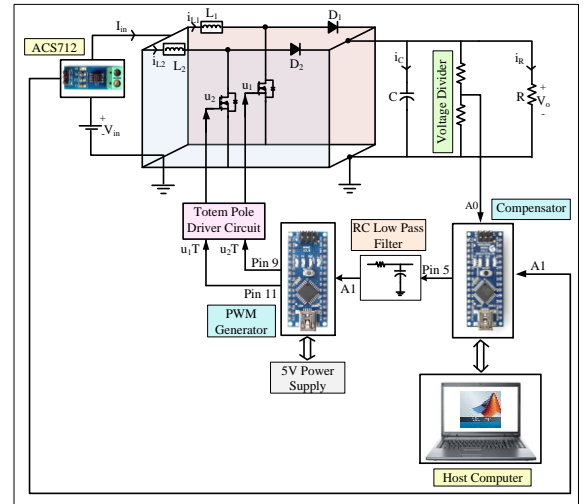 ACS712
I_in
i_L1
L_1
D_1
i_L2
L_2
D_2
u_1
u_2
+
-V_in
i_C
C
Voltage Divider
i_R
R
+
V_o
-
A0
Compensator
Totem Pole
Driver Circuit
u_1T
u_2T
Pin 9
Pin 11
PWM
Generator
RC Low Pass
Filter
A1
Pin 5
A1
5V Power
Supply
Host Computer